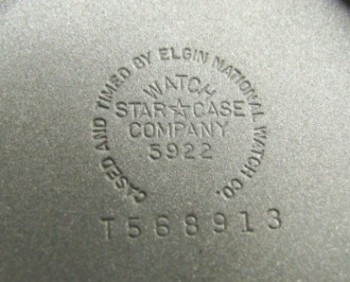 CASED AND TIMED BY ELGIN NATIONAL WATCH CO.
WATCH
STAR☆CASE
COMPANY
5922
T568913